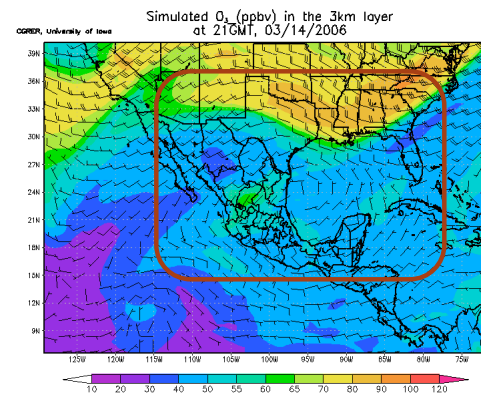 Simulated O₃ (ppbv) in the 3km layer
CGRER, University of Iowa
at 21GMT, 03/14/2006
39N
36N
33N
30N
27N
24N
21N
18N
15N
12N
9N
125W 120W 115W 110W 105W 100W 95W 90W 85W 80W 75W
10 20 30 40 50 55 60 65 70 80 90 100 120